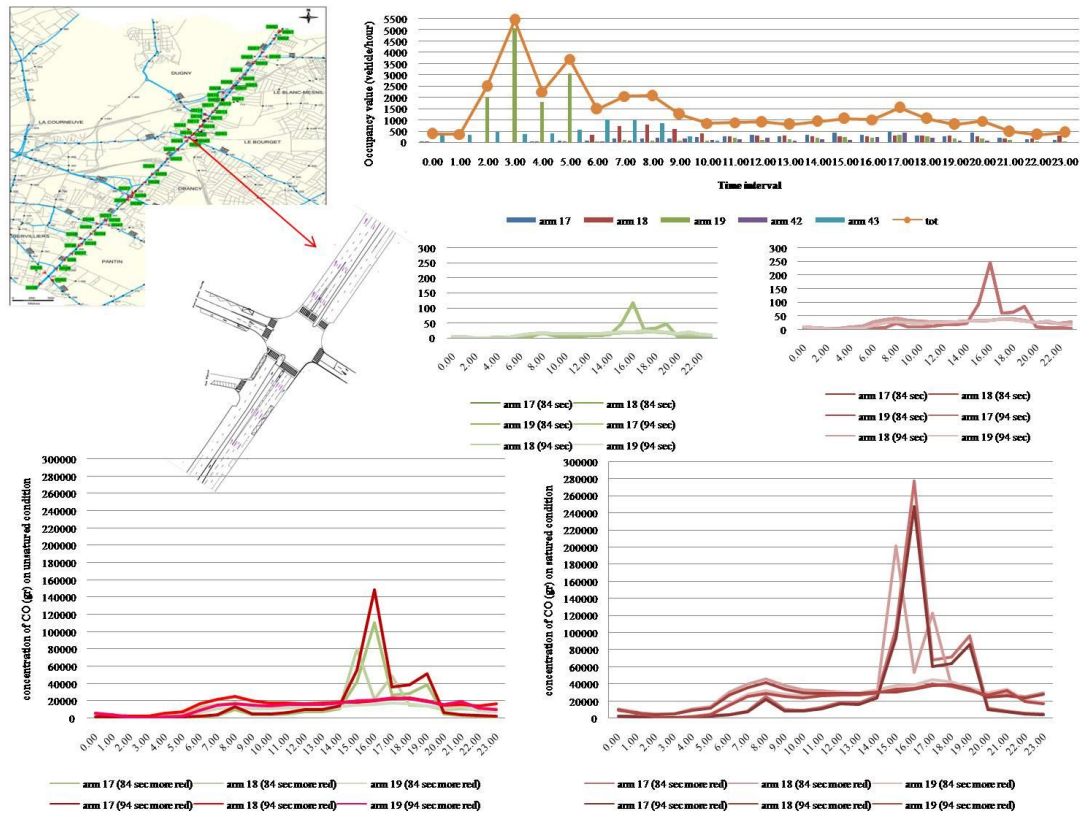 DUGNY
LE BLANC-MESNIL
LA COURNEUVE
LE BOURGET
DRANCY
PANTIN
Occupancy value (vehicle/hour)
5500
5000
4500
4000
3500
3000
2500
2000
1500
1000
500
0.00 1.00 2.00 3.00 4.00 5.00 6.00 7.00 8.00 9.00 10.00 11.00 12.00 13.00 14.00 15.00 16.00 17.00 18.00 19.00 20.00 21.00 22.00 23.00
Time interval
arm 17 arm 18 arm 19 arm 42 arm 43 tot
300
250
200
150
100
50
0
0.00 2.00 4.00 6.00 8.00 10.00 12.00 14.00 16.00 18.00 20.00 22.00
arm 17 (84 sec) arm 18 (84 sec)
arm 19 (84 sec) arm 17 (94 sec)
arm 18 (94 sec) arm 19 (94 sec)
300
250
200
150
100
50
0
0.00 2.00 4.00 6.00 8.00 10.00 12.00 14.00 16.00 18.00 20.00 22.00
arm 17 (84 sec) arm 18 (84 sec)
arm 19 (84 sec) arm 17 (94 sec)
arm 18 (94 sec) arm 19 (94 sec)
concentration of CO (gr) on unsatured condition
300000
280000
260000
240000
220000
200000
180000
160000
140000
120000
100000
80000
60000
40000
20000
0
0.00 1.00 2.00 3.00 4.00 5.00 6.00 7.00 8.00 9.00 10.00 11.00 12.00 13.00 14.00 15.00 16.00 17.00 18.00 19.00 20.00 21.00 22.00 23.00
arm 17 (84 sec more red) arm 18 (84 sec more red) arm 19 (84 sec more red)
arm 17 (94 sec more red) arm 18 (94 sec more red) arm 19 (94 sec more red)
concentration of CO (gr) on satured condition
300000
280000
260000
240000
220000
200000
180000
160000
140000
120000
100000
80000
60000
40000
20000
0
0.00 1.00 2.00 3.00 4.00 5.00 6.00 7.00 8.00 9.00 10.00 11.00 12.00 13.00 14.00 15.00 16.00 17.00 18.00 19.00 20.00 21.00 22.00 23.00
arm 17 (84 sec more red) arm 18 (84 sec more red) arm 19 (84 sec more red)
arm 17 (94 sec more red) arm 18 (94 sec more red) arm 19 (94 sec more red)